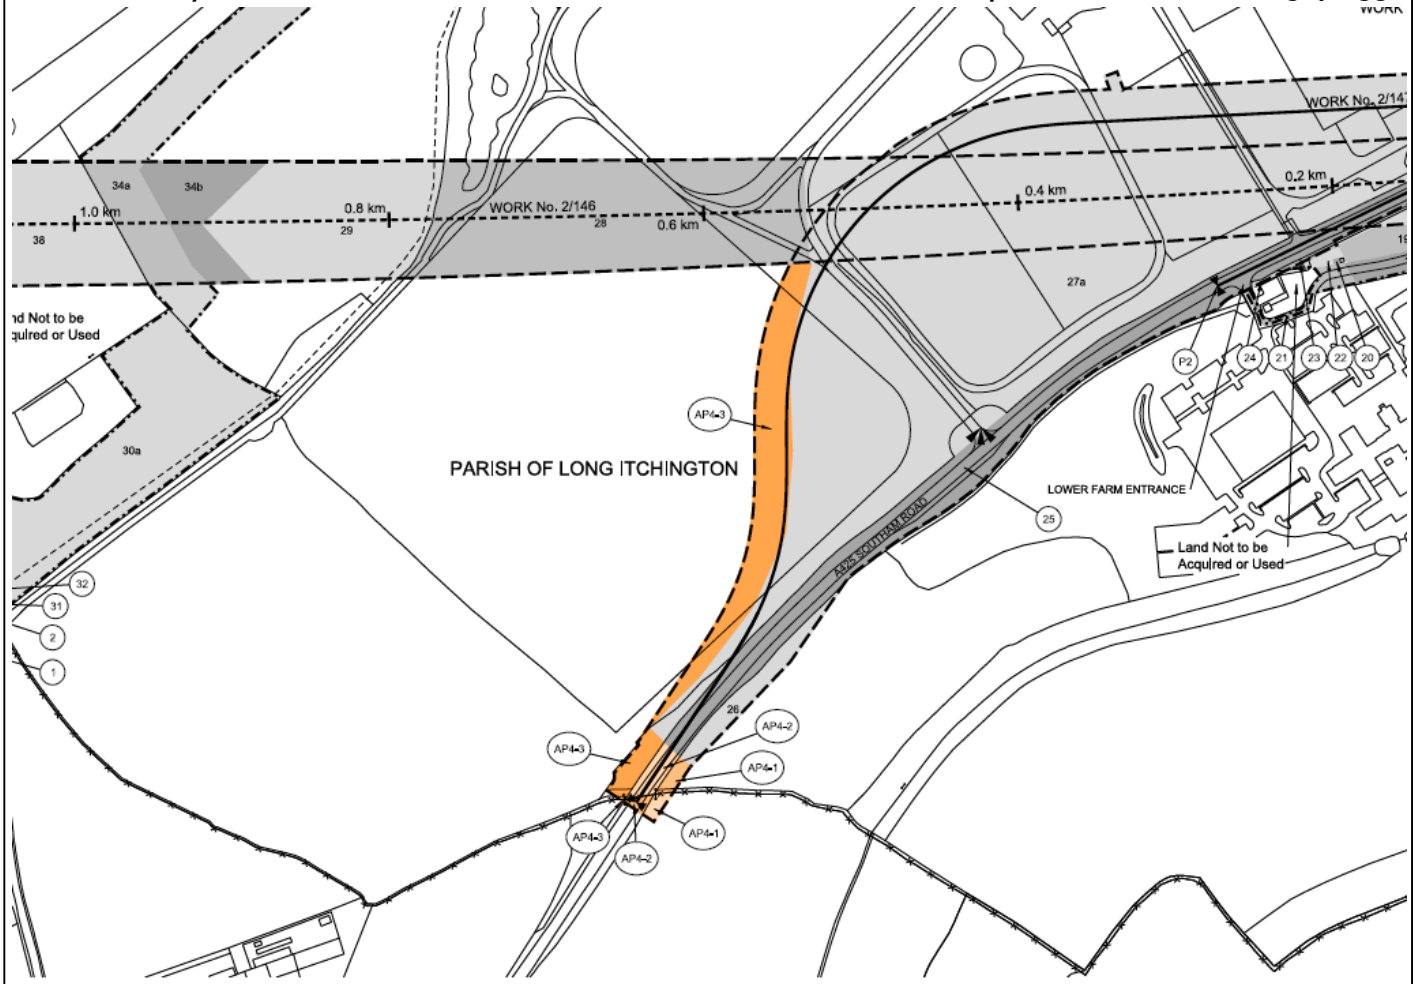 WORK
WORK No. 2/147
34a
34b
0.2 km
0.4 km
1.0 km
0.8 km
WORK No. 2/146
0.6 km
38
29
28
19
27a
nd Not to be
quired or Used
P2
24
21
23
22
20
AP4-3
30a
PARISH OF LONG ITCHINGTON
LOWER FARM ENTRANCE
25
A425 SOUTHAM ROAD
Land Not to be
Acquired or Used
32
31
2
1
26
AP4-2
AP4-3
AP4-1
AP4-3
AP4-1
AP4-2